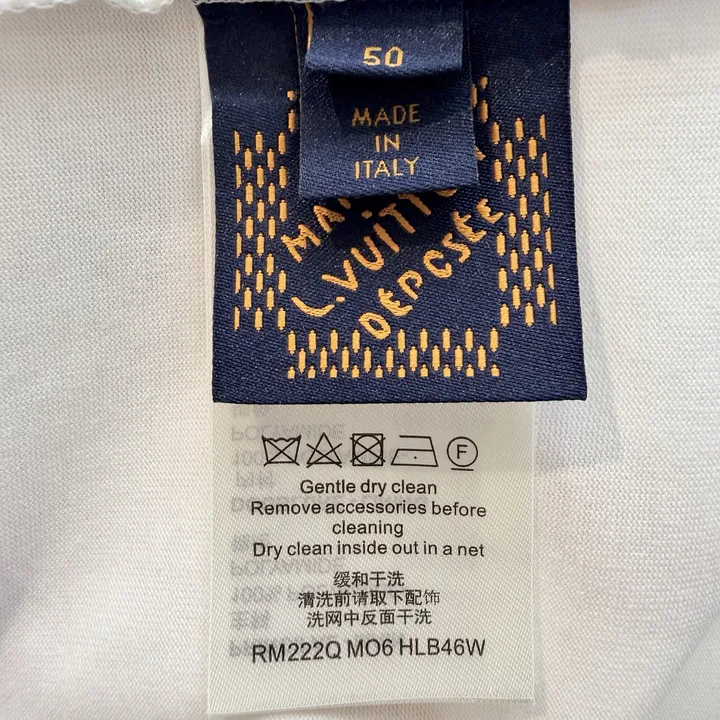 50
MADE
IN
ITALY
L.VUITTON
DÉPOSÉE
F
Gentle dry clean
Remove accessories before
cleaning
Dry clean inside out in a net
缓和干洗
清洗前请取下配饰
洗网中反面干洗
RM222Q MO6 HLB46W